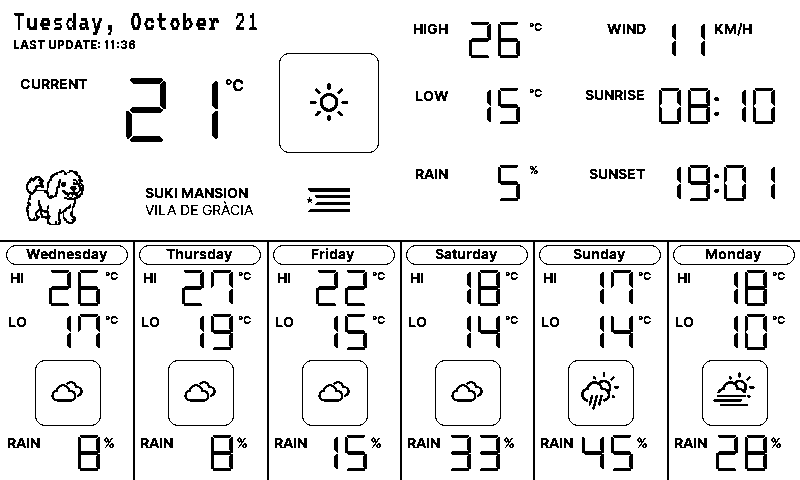 Tuesday, October 21
LAST UPDATE: 11:36
CURRENT 21 °C
SUKI MANSION
VILA DE GRÀCIA
HIGH 26 °C
WIND 11 KM/H
LOW 15 °C
SUNRISE 08:10
RAIN 5 %
SUNSET 19:01
Wednesday
HI 26 °C
LO 17 °C
RAIN 8 %
Thursday
HI 27 °C
LO 19 °C
RAIN 8 %
Friday
HI 22 °C
LO 15 °C
RAIN 15 %
Saturday
HI 18 °C
LO 14 °C
RAIN 33 %
Sunday
HI 17 °C
LO 14 °C
RAIN 45 %
Monday
HI 18 °C
LO 10 °C
RAIN 28 %